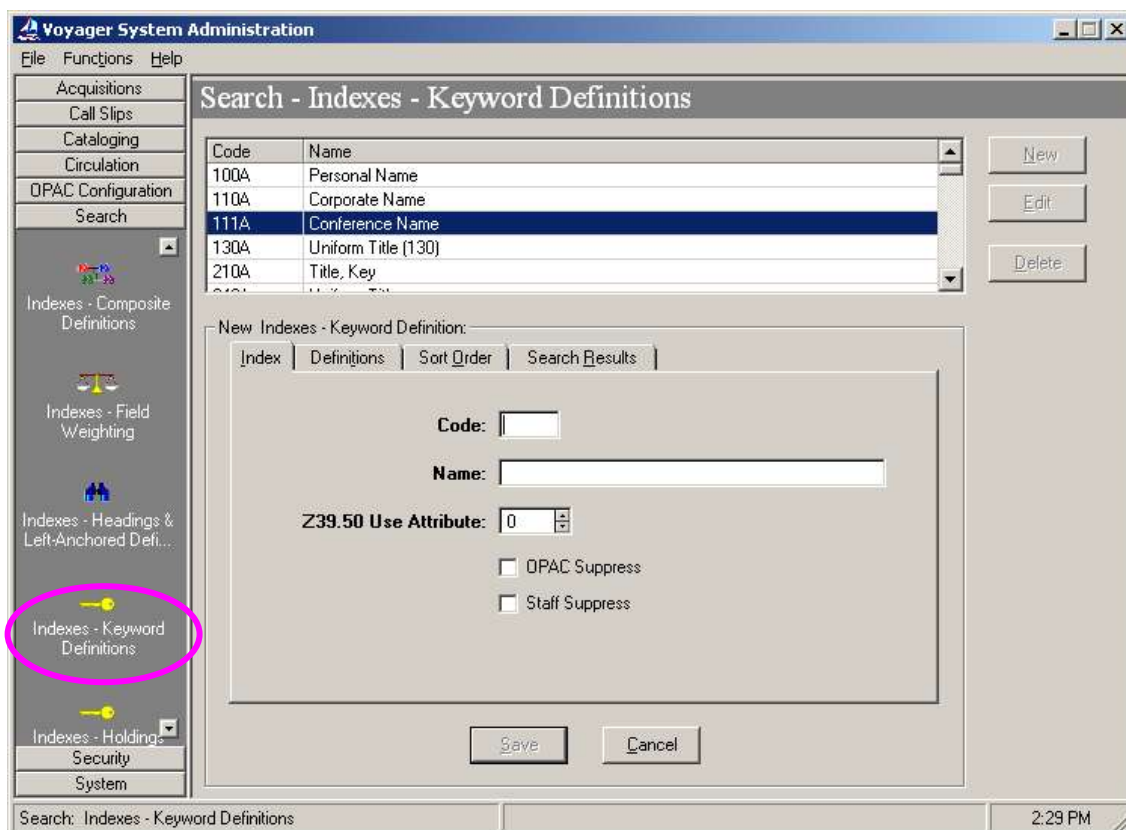 Voyager System Administration
File Functions Help
Acquisitions
Call Slips
Cataloging
Circulation
OPAC Configuration
Search
Indexes - Composite
Definitions
Indexes - Field
Weighting
Indexes - Headings &
Left-Anchored Defi...
Indexes - Keyword
Definitions
Indexes - Holdings
Security
System
Search - Indexes - Keyword Definitions
Code Name
100A Personal Name
110A Corporate Name
111A Conference Name
130A Uniform Title (130)
210A Title, Key
New
Edit
Delete
New Indexes - Keyword Definition:
Index Definitions Sort Order Search Results
Code:
Name:
Z39.50 Use Attribute: 0
OPAC Suppress
Staff Suppress
Save Cancel
Search: Indexes - Keyword Definitions 2:29 PM